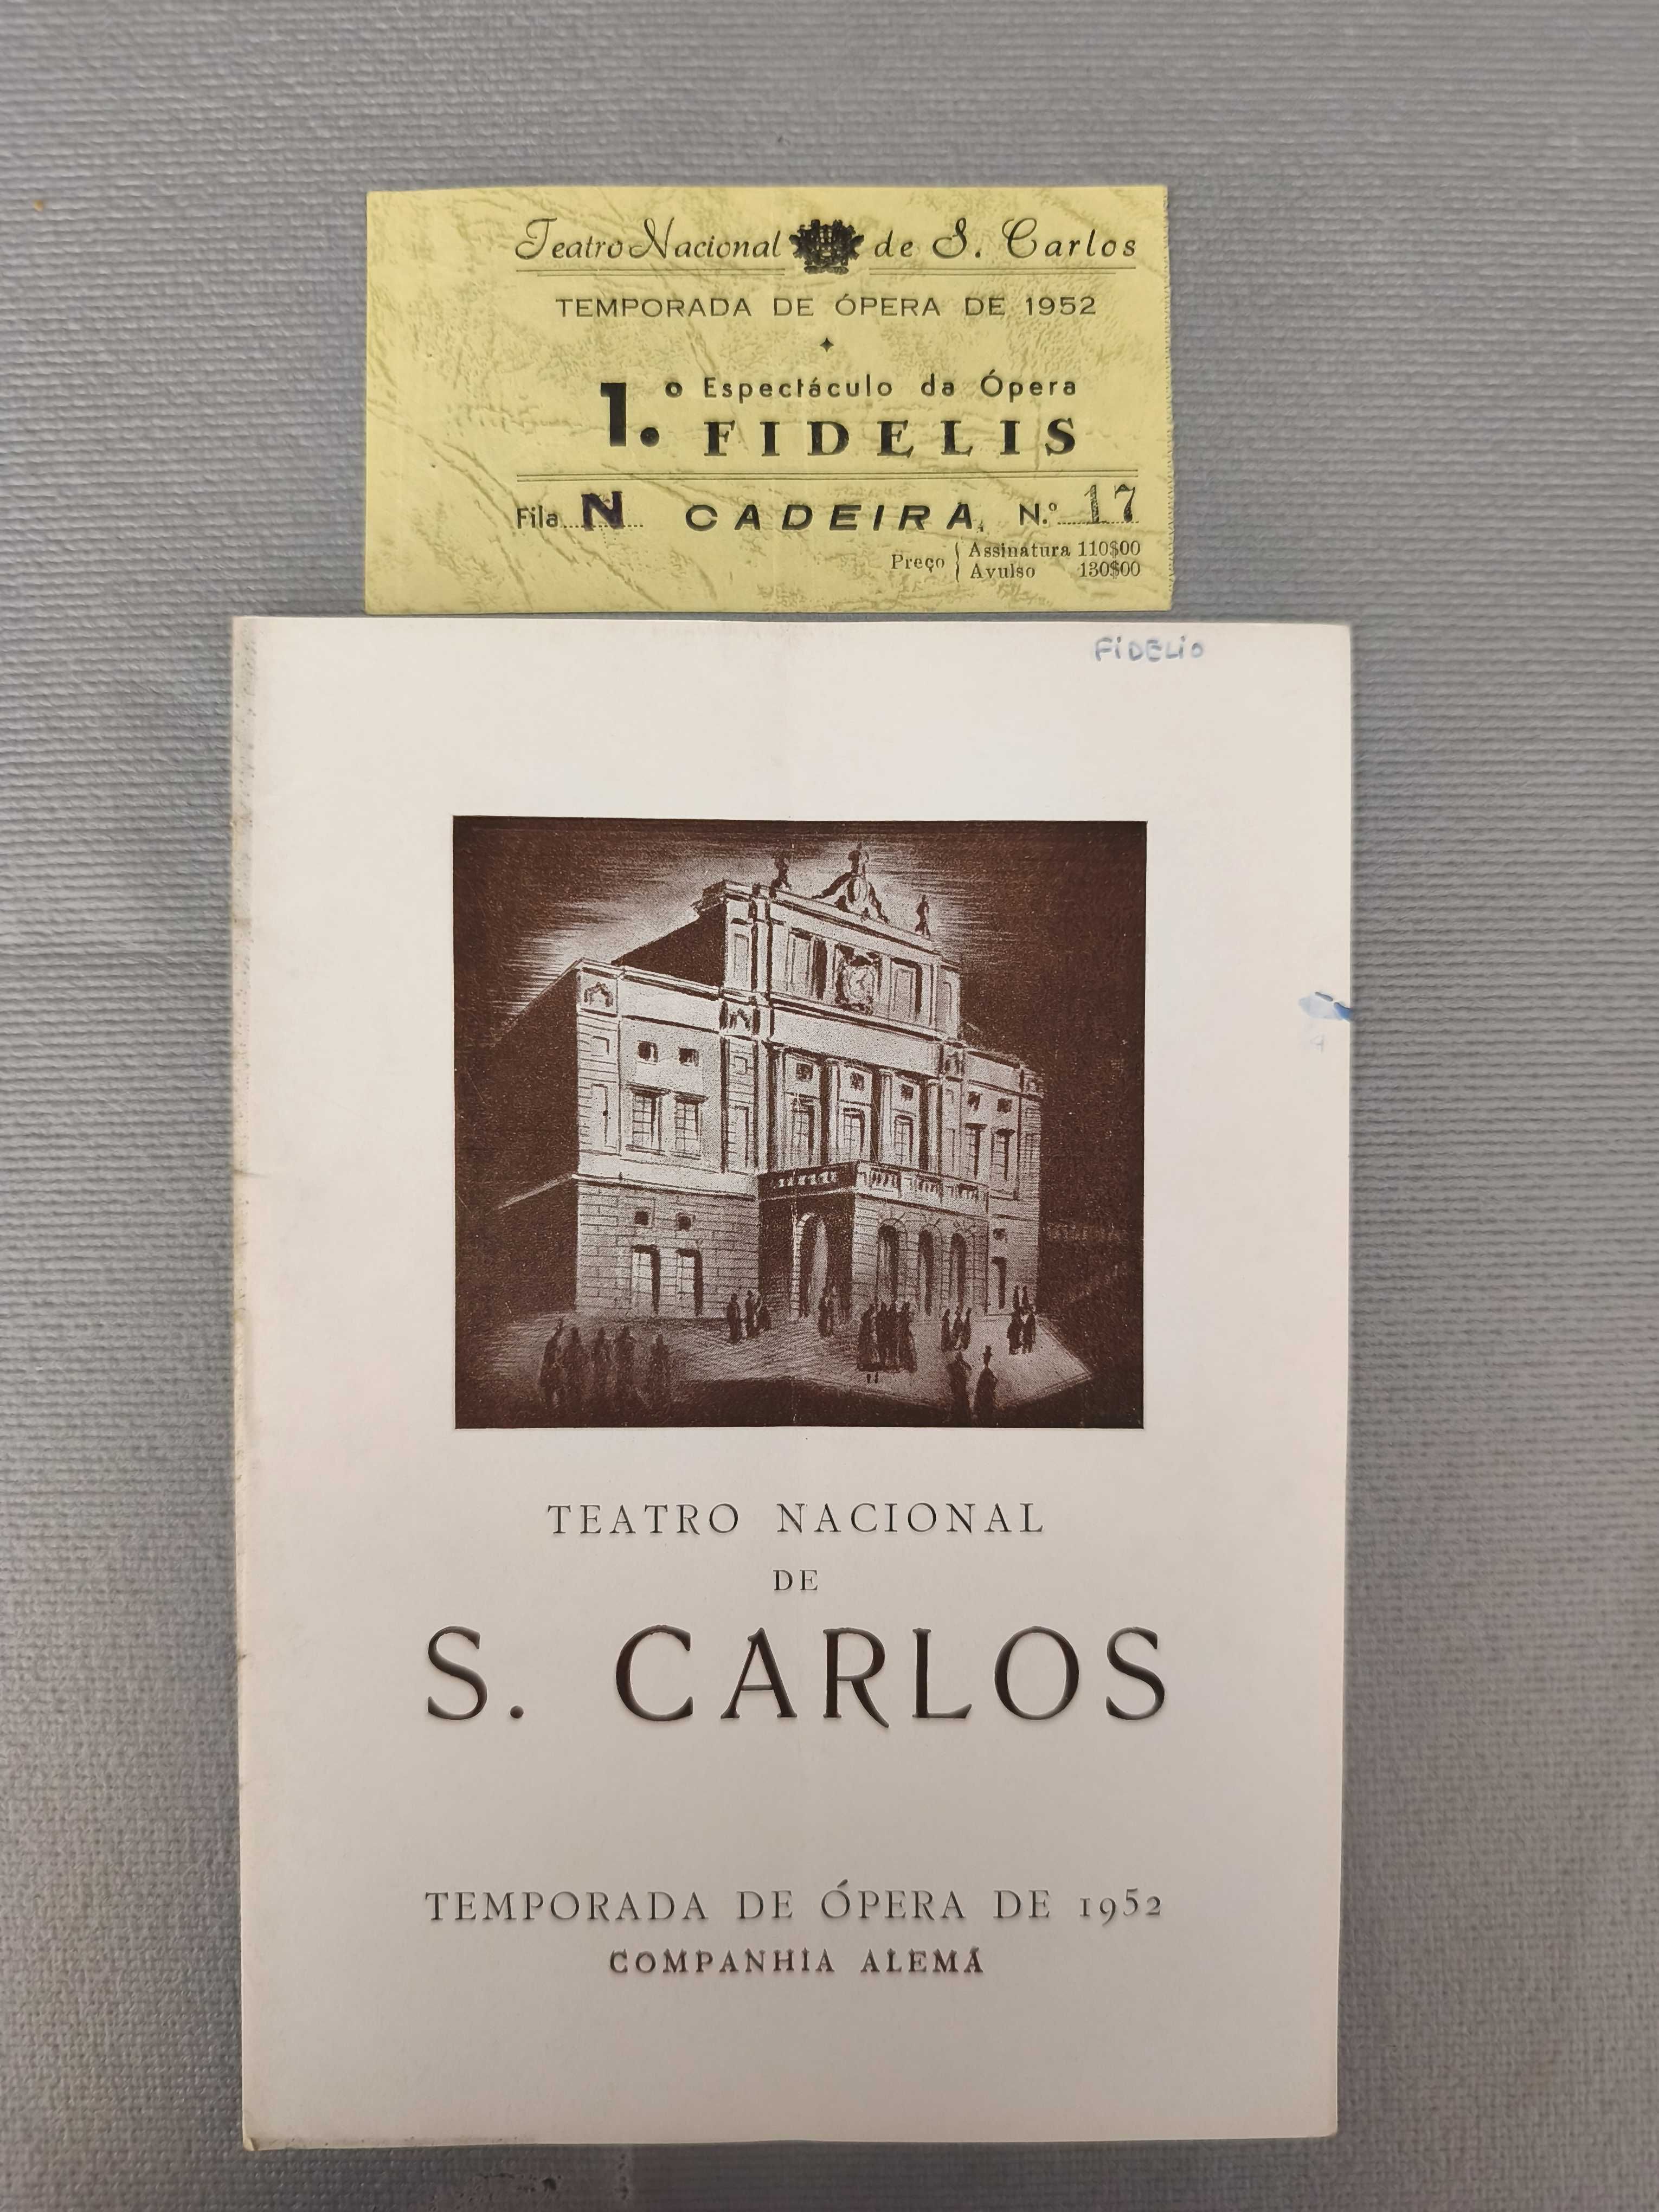 Teatro Nacional de S. Carlos
TEMPORADA DE ÓPERA DE 1952
1.º Espectáculo da Ópera
FIDELIS
Fila N CADEIRA, N.º 17
Preço { Assinatura 110$00
Avulso 130$00
FiDELiO
TEATRO NACIONAL
DE
S. CARLOS
TEMPORADA DE ÓPERA DE 1952
COMPANHIA ALEMÃ